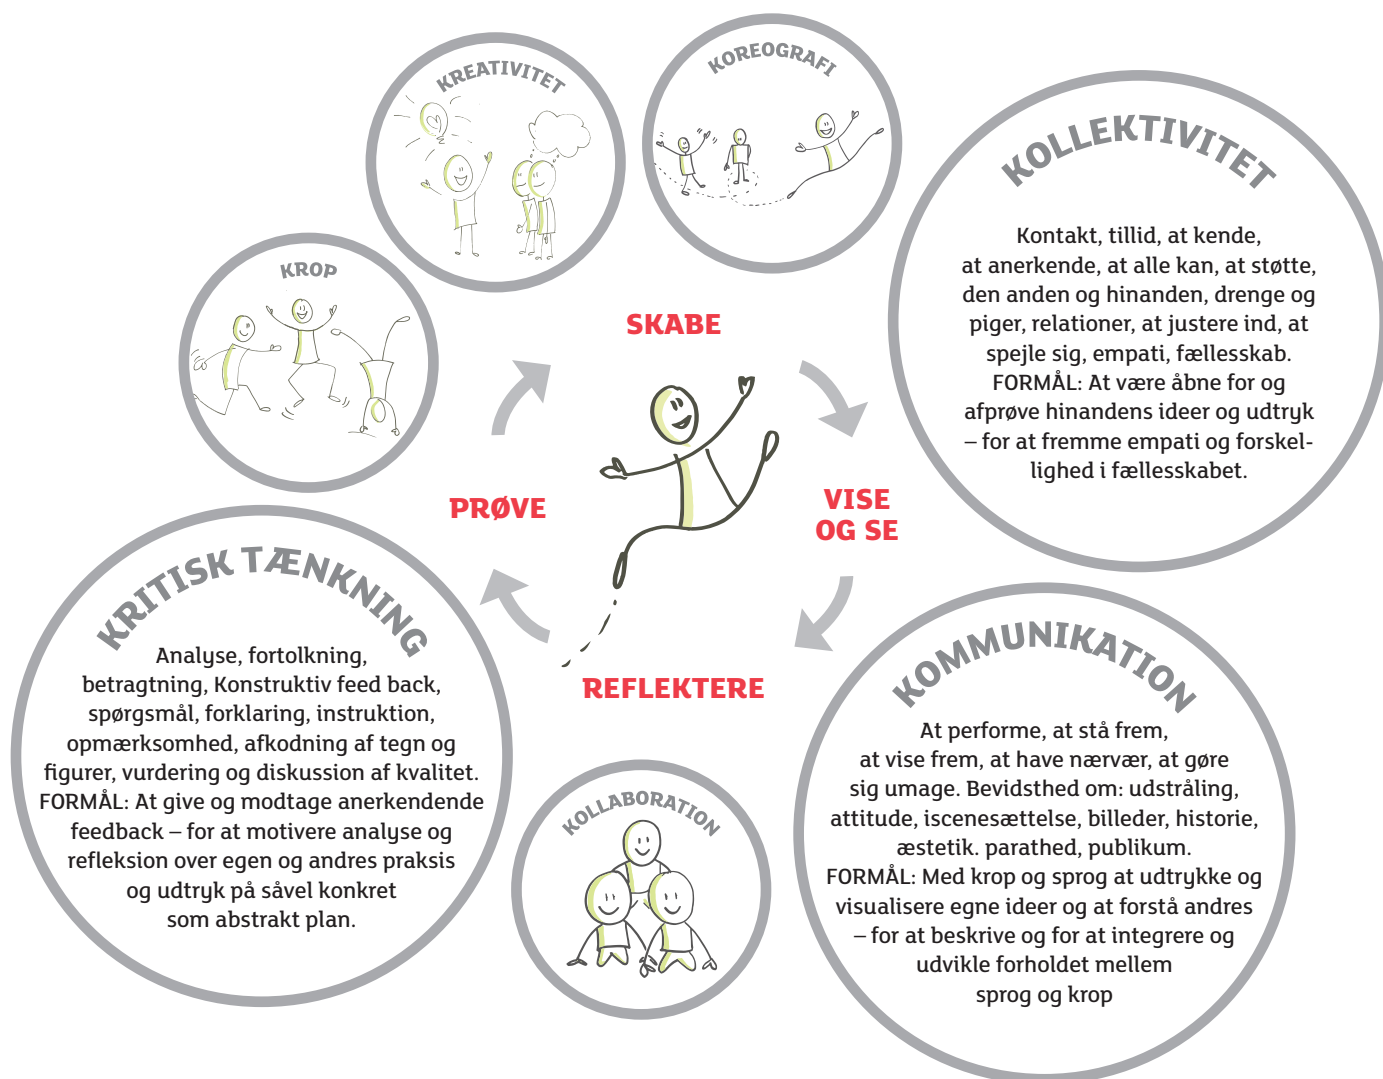 KREATIVITET
KOREOGRAFI
KOLLEKTIVITET
Kontakt, tillid, at kende,
at anerkende, at alle kan, at støtte,
den anden og hinanden, drenge og
piger, relationer, at justere ind, at
spejle sig, empati, fællesskab.
FORMÅL: At være åbne for og
afprøve hinandens ideer og udtryk
– for at fremme empati og forskel-
lighed i fællesskabet.
KROP
SKABE
PRØVE
VISE
OG SE
REFLEKTERE
KRITISK TÆNKNING
Analyse, fortolkning,
betragtning, Konstruktiv feed back,
spørgsmål, forklaring, instruktion,
opmærksomhed, afkodning af tegn og
figurer, vurdering og diskussion af kvalitet.
FORMÅL: At give og modtage anerkendende
feedback – for at motivere analyse og
refleksion over egen og andres praksis
og udtryk på såvel konkret
som abstrakt plan.
KOMMUNIKATION
At performe, at stå frem,
at vise frem, at have nærvær, at gøre
sig umage. Bevidsthed om: udstråling,
attitude, iscenesættelse, billeder, historie,
æstetik. parathed, publikum.
FORMÅL: Med krop og sprog at udtrykke og
visualisere egne ideer og at forstå andres
– for at beskrive og for at integrere og
udvikle forholdet mellem
sprog og krop
KOLLABORATION